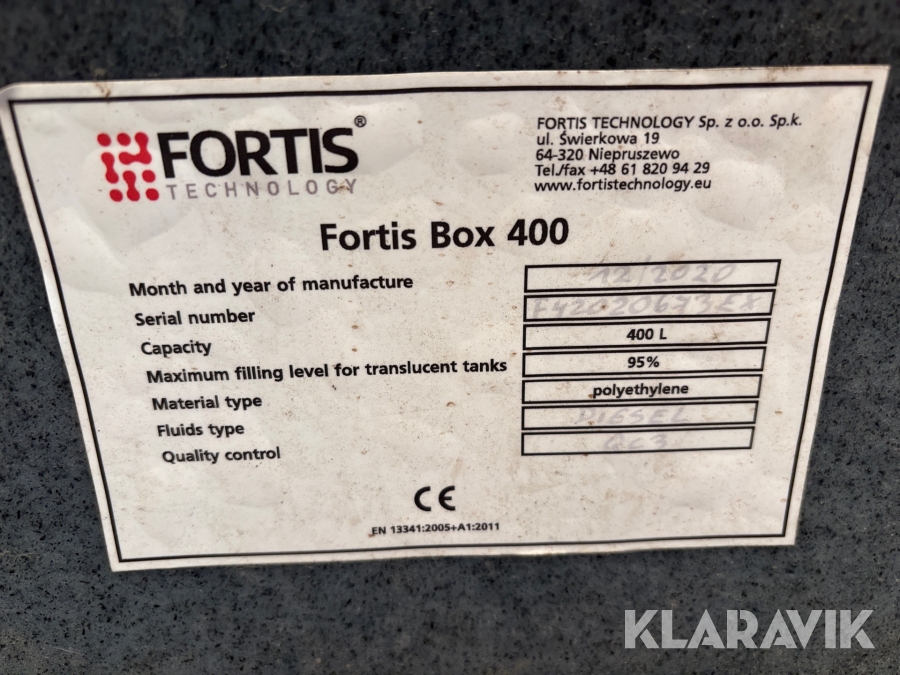 FORTIS®
TECHNOLOGY
FORTIS TECHNOLOGY Sp. z o.o. Sp.k.
ul. Świerkowa 19
64-320 Niepruszewo
Tel./fax +48 61 820 94 29
www.fortistechnology.eu
Fortis Box 400
Month and year of manufacture 12/2020
Serial number
Capacity 400 L
Maximum filling level for translucent tanks 95%
Material type polyethylene
Fluids type DIESEL
Quality control QC3
CE
EN 13341:2005+A1:2011
KLARAVIK